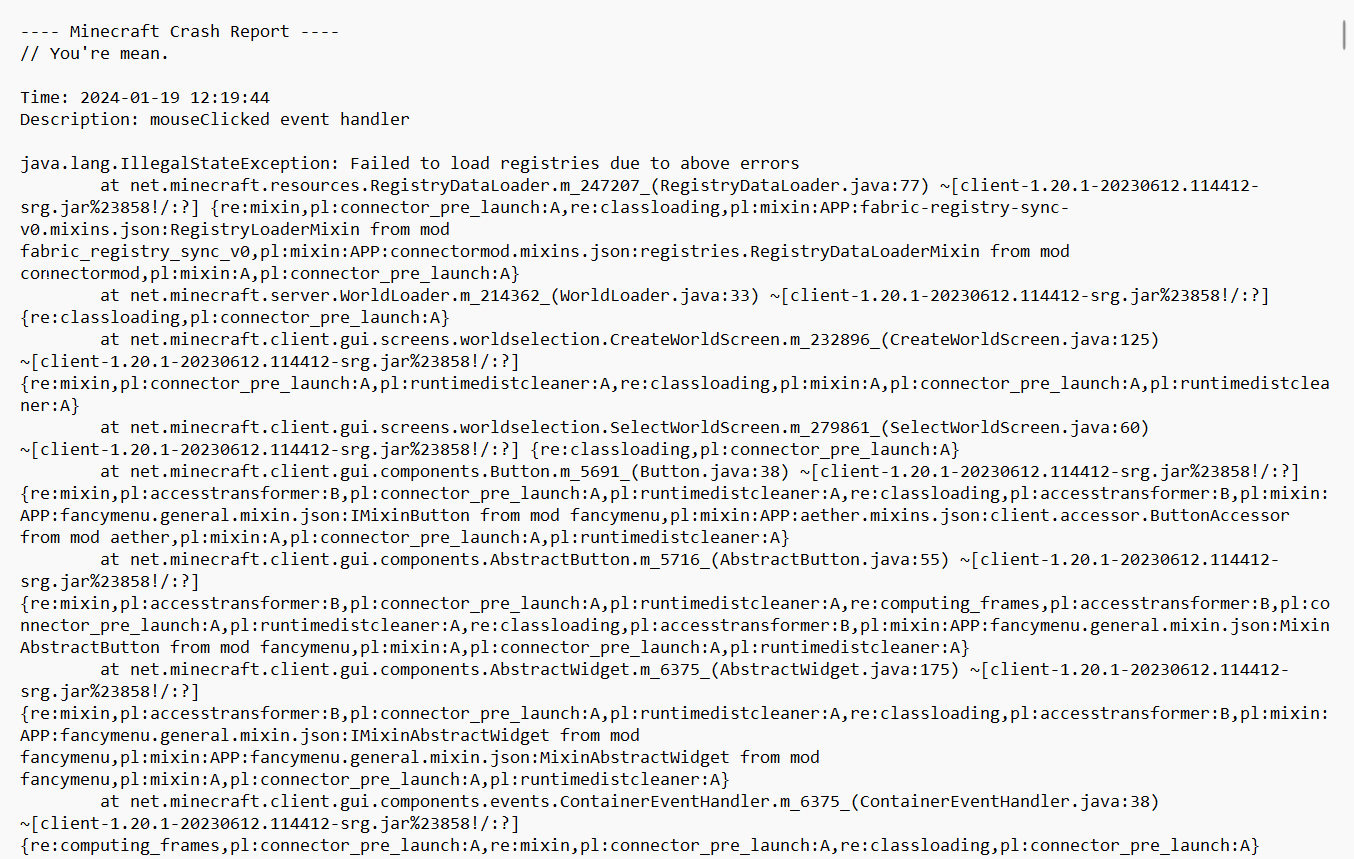 ---- Minecraft Crash Report ----
// You're mean.
Time: 2024-01-19 12:19:44
Description: mouseClicked event handler
java.lang.IllegalStateException: Failed to load registries due to above errors
at net.minecraft.resources.RegistryDataLoader.m_247207_(RegistryDataLoader.java:77) ~[client-1.20.1-20230612.114412-
srg.jar%23858!/:?] {re:mixin,pl:connector_pre_launch:A,re:classloading,pl:mixin:APP:fabric-registry-sync-
v0.mixins.json:RegistryLoaderMixin from mod
fabric_registry_sync_v0,pl:mixin:APP:connectormod.mixins.json:registries.RegistryDataLoaderMixin from mod
connectormod,pl:mixin:A,pl:connector_pre_launch:A}
at net.minecraft.server.WorldLoader.m_214362_(WorldLoader.java:33) ~[client-1.20.1-20230612.114412-srg.jar%23858!/:?]
{re:classloading,pl:connector_pre_launch:A}
at net.minecraft.client.gui.screens.worldselection.CreateWorldScreen.m_232896_(CreateWorldScreen.java:125)
~[client-1.20.1-20230612.114412-srg.jar%23858!/:?]
{re:mixin,pl:connector_pre_launch:A,pl:runtimedistcleaner:A,re:classloading,pl:mixin:A,pl:connector_pre_launch:A,pl:runtimedistclea
ner:A}
at net.minecraft.client.gui.screens.worldselection.SelectWorldScreen.m_279861_(SelectWorldScreen.java:60)
~[client-1.20.1-20230612.114412-srg.jar%23858!/:?] {re:classloading,pl:connector_pre_launch:A}
at net.minecraft.client.gui.components.Button.m_5691_(Button.java:38) ~[client-1.20.1-20230612.114412-srg.jar%23858!/:?]
{re:mixin,pl:accesstransformer:B,pl:connector_pre_launch:A,pl:runtimedistcleaner:A,re:classloading,pl:accesstransformer:B,pl:mixin:
APP:fancymenu.general.mixin.json:IMixinButton from mod fancymenu,pl:mixin:APP:aether.mixins.json:client.accessor.ButtonAccessor
from mod aether,pl:mixin:A,pl:connector_pre_launch:A,pl:runtimedistcleaner:A}
at net.minecraft.client.gui.components.AbstractButton.m_5716_(AbstractButton.java:55) ~[client-1.20.1-20230612.114412-
srg.jar%23858!/:?]
{re:mixin,pl:accesstransformer:B,pl:connector_pre_launch:A,pl:runtimedistcleaner:A,re:computing_frames,pl:accesstransformer:B,pl:co
nnector_pre_launch:A,pl:runtimedistcleaner:A,re:classloading,pl:accesstransformer:B,pl:mixin:APP:fancymenu.general.mixin.json:Mixin
AbstractButton from mod fancymenu,pl:mixin:A,pl:connector_pre_launch:A,pl:runtimedistcleaner:A}
at net.minecraft.client.gui.components.AbstractWidget.m_6375_(AbstractWidget.java:175) ~[client-1.20.1-20230612.114412-
srg.jar%23858!/:?]
{re:mixin,pl:accesstransformer:B,pl:connector_pre_launch:A,pl:runtimedistcleaner:A,re:classloading,pl:accesstransformer:B,pl:mixin:
APP:fancymenu.general.mixin.json:IMixinAbstractWidget from mod
fancymenu,pl:mixin:APP:fancymenu.general.mixin.json:MixinAbstractWidget from mod
fancymenu,pl:mixin:A,pl:connector_pre_launch:A,pl:runtimedistcleaner:A}
at net.minecraft.client.gui.components.events.ContainerEventHandler.m_6375_(ContainerEventHandler.java:38)
~[client-1.20.1-20230612.114412-srg.jar%23858!/:?]
{re:computing_frames,pl:connector_pre_launch:A,re:mixin,pl:connector_pre_launch:A,re:classloading,pl:connector_pre_launch:A}